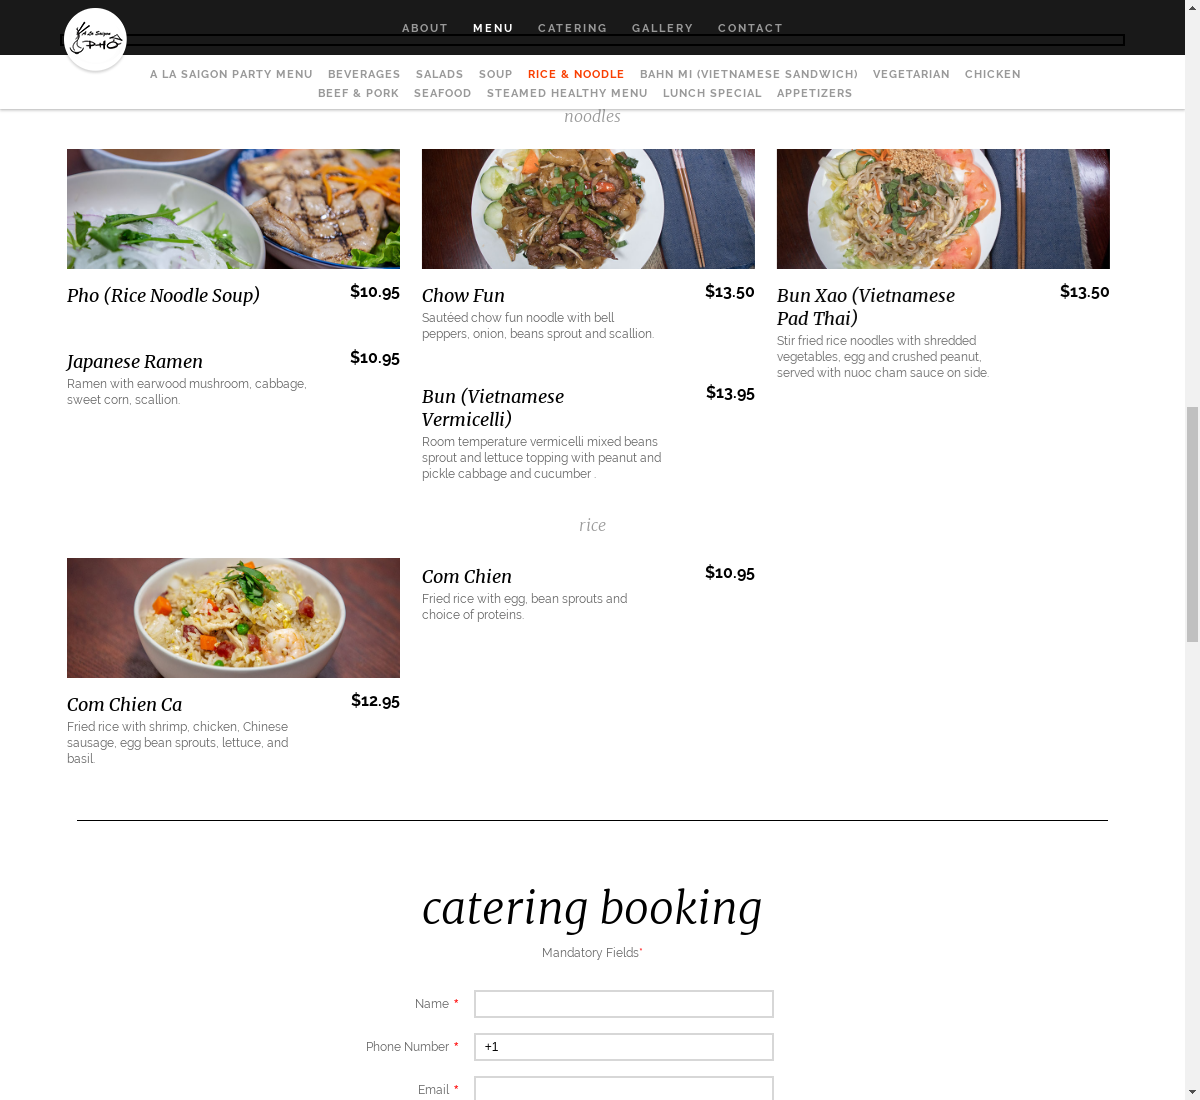 A La Saigon
PHO
ABOUT MENU CATERING GALLERY CONTACT
A LA SAIGON PARTY MENU BEVERAGES SALADS SOUP RICE & NOODLE BAHN MI (VIETNAMESE SANDWICH) VEGETARIAN CHICKEN
BEEF & PORK SEAFOOD STEAMED HEALTHY MENU LUNCH SPECIAL APPETIZERS
noodles
Pho (Rice Noodle Soup) $10.95
Japanese Ramen $10.95
Ramen with earwood mushroom, cabbage,
sweet corn, scallion.
Chow Fun $13.50
Sautéed chow fun noodle with bell
peppers, onion, beans sprout and scallion.
Bun (Vietnamese $13.95
Vermicelli)
Room temperature vermicelli mixed beans
sprout and lettuce topping with peanut and
pickle cabbage and cucumber .
Bun Xao (Vietnamese $13.50
Pad Thai)
Stir fried rice noodles with shredded
vegetables, egg and crushed peanut,
served with nuoc cham sauce on side.
rice
Com Chien Ca $12.95
Fried rice with shrimp, chicken, Chinese
sausage, egg bean sprouts, lettuce, and
basil.
Com Chien $10.95
Fried rice with egg, bean sprouts and
choice of proteins.
catering booking
Mandatory Fields*
Name *
Phone Number * +1
Email *